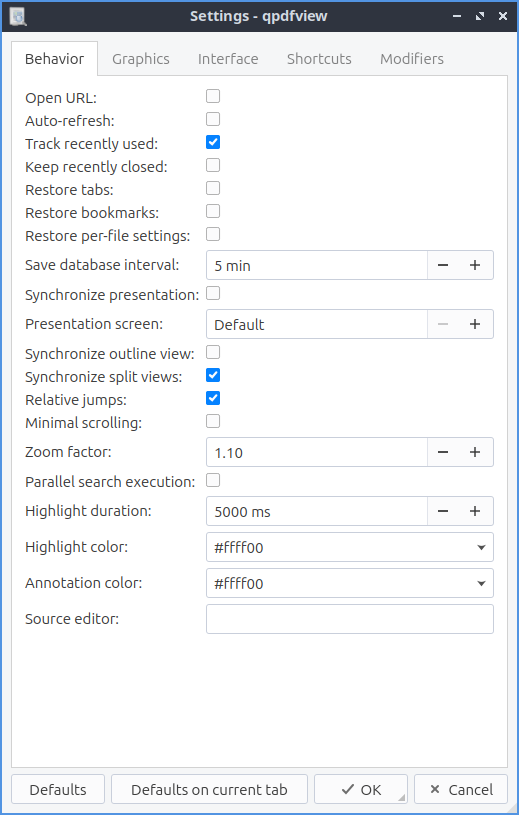 Settings - qpdfview
Behavior Graphics Interface Shortcuts Modifiers
Open URL:
Auto-refresh:
Track recently used:
Keep recently closed:
Restore tabs:
Restore bookmarks:
Restore per-file settings:
Save database interval: 5 min
Synchronize presentation:
Presentation screen: Default
Synchronize outline view:
Synchronize split views:
Relative jumps:
Minimal scrolling:
Zoom factor: 1.10
Parallel search execution:
Highlight duration: 5000 ms
Highlight color: #ffff00
Annotation color: #ffff00
Source editor:
Defaults Defaults on current tab OK Cancel